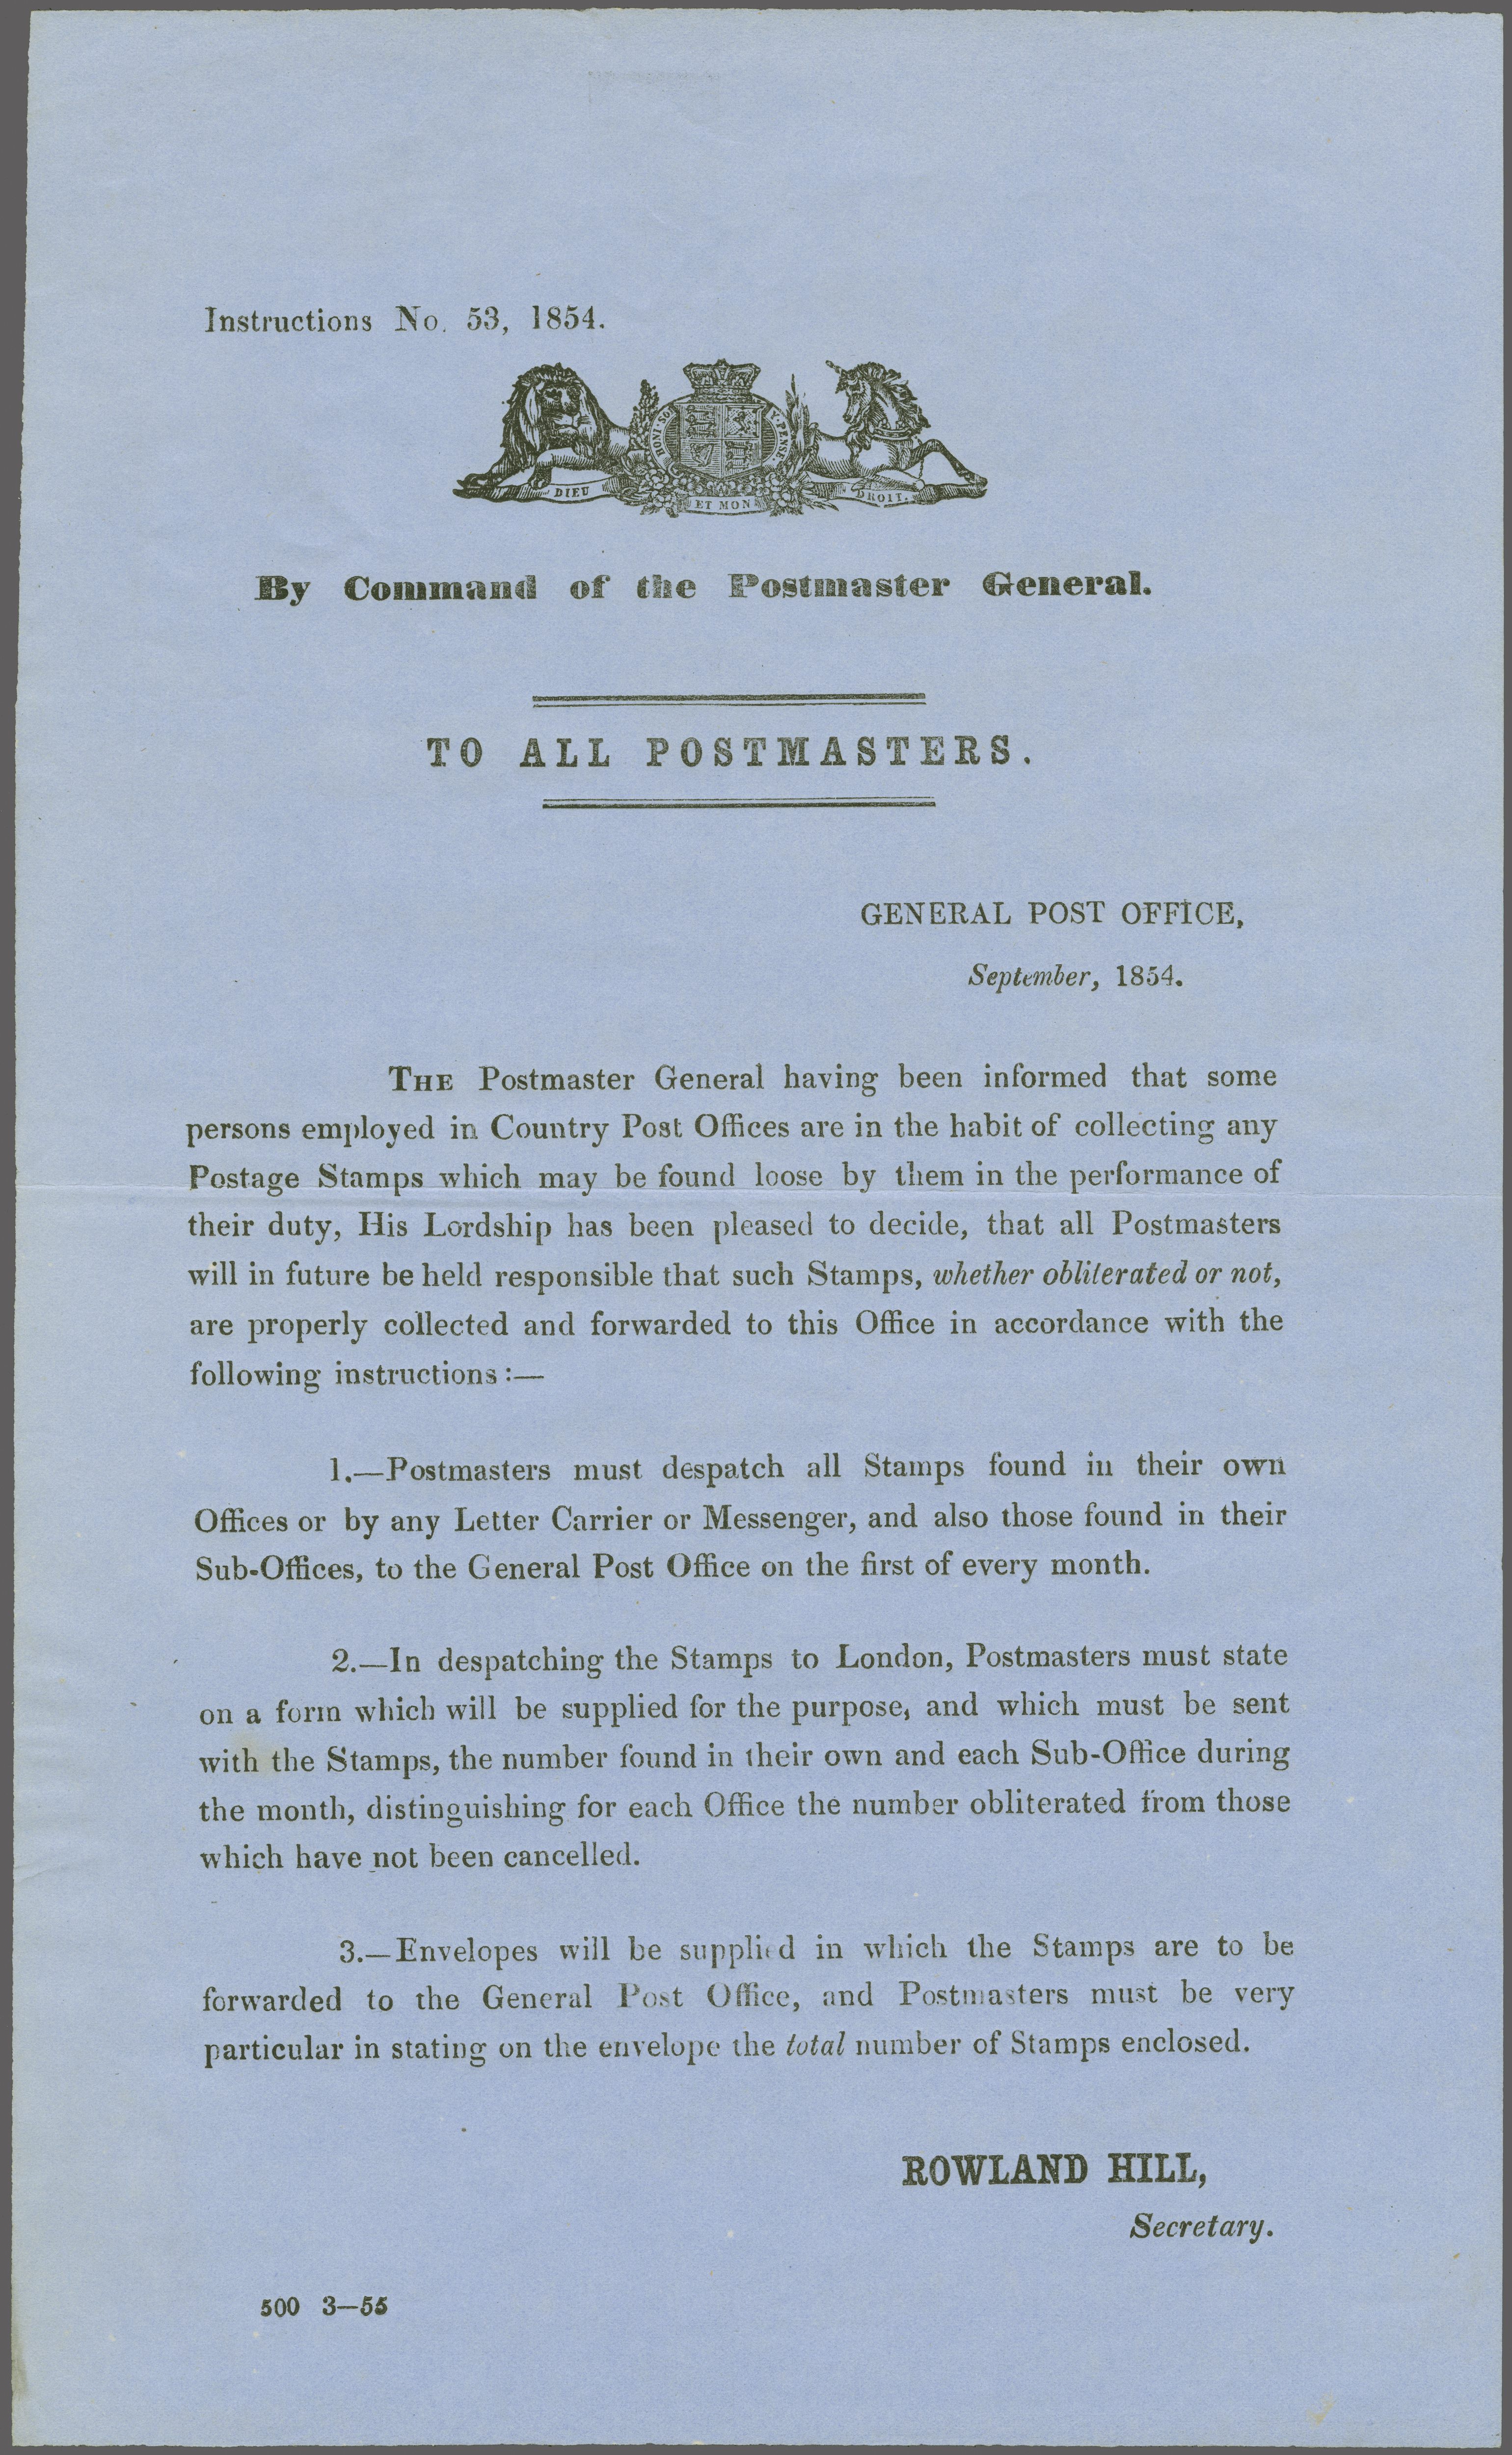 Instructions No. 53, 1854.
HONI SO
Y PENSE.
DIEU
ET MON
DROIT.
By Command of the Postmaster General.
TO ALL POSTMASTERS.
GENERAL POST OFFICE,
September, 1854.
THE Postmaster General having been informed that some
persons employed in Country Post Offices are in the habit of collecting any
Postage Stamps which may be found loose by them in the performance of
their duty, His Lordship has been pleased to decide, that all Postmasters
will in future be held responsible that such Stamps, whether obliterated or not,
are properly collected and forwarded to this Office in accordance with the
following instructions:—
1.—Postmasters must despatch all Stamps found in their own
Offices or by any Letter Carrier or Messenger, and also those found in their
Sub-Offices, to the General Post Office on the first of every month.
2.—In despatching the Stamps to London, Postmasters must state
on a form which will be supplied for the purpose, and which must be sent
with the Stamps, the number found in their own and each Sub-Office during
the month, distinguishing for each Office the number obliterated from those
which have not been cancelled.
3.—Envelopes will be supplied in which the Stamps are to be
forwarded to the General Post Office, and Postmasters must be very
particular in stating on the envelope the total number of Stamps enclosed.
ROWLAND HILL,
Secretary.
500 3—55